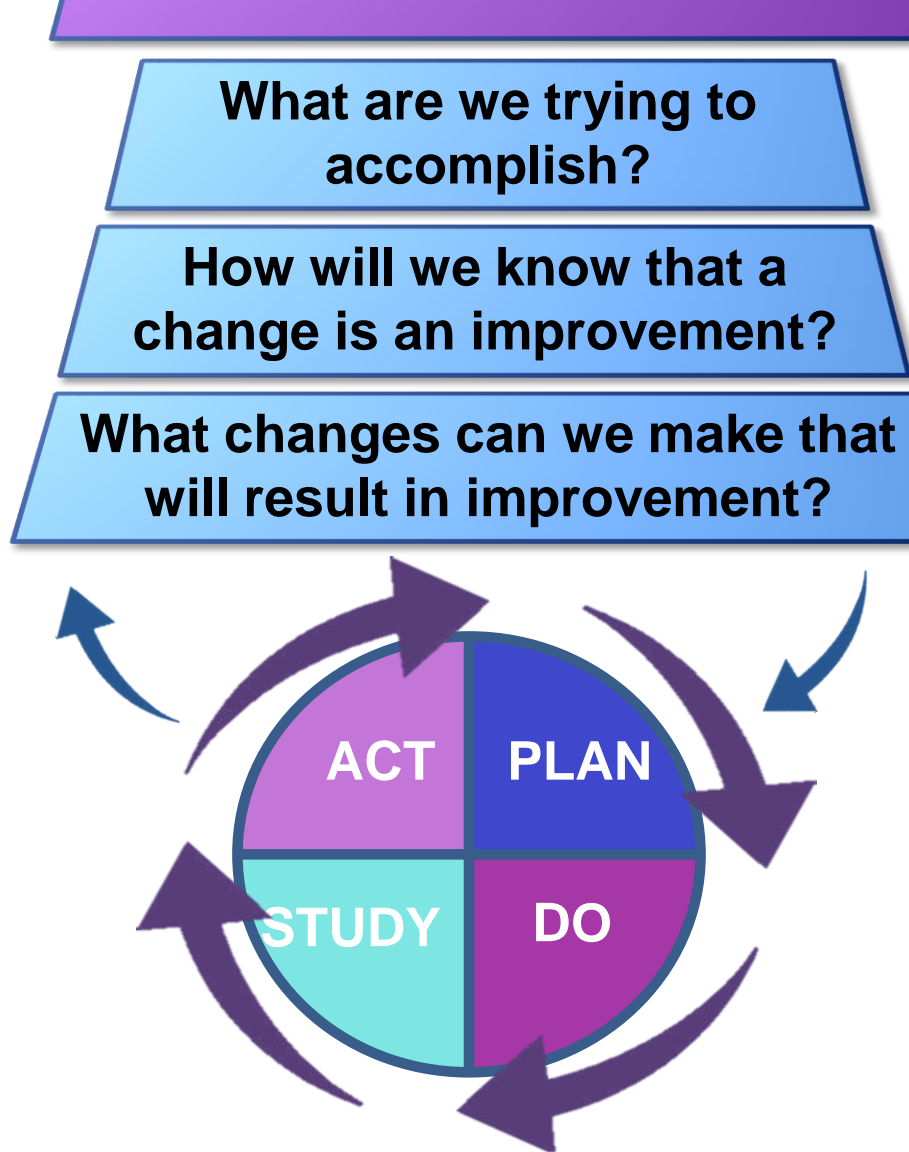 What are we trying to
accomplish?
How will we know that a
change is an improvement?
What changes can we make that
will result in improvement?
ACT
PLAN
STUDY
DO